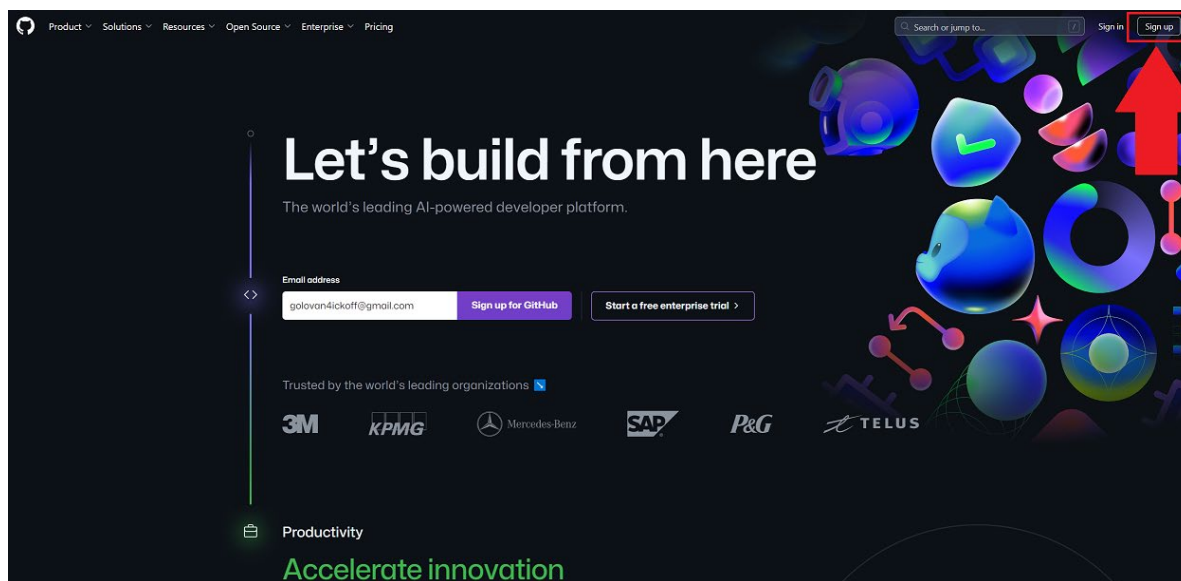 Product Solutions Resources Open Source Enterprise Pricing Search or jump to... / Sign in Sign up
Let's build from here
The world's leading AI-powered developer platform.
Email address
golovan4ickoff@gmail.com Sign up for GitHub Start a free enterprise trial >
Trusted by the world's leading organizations
3M KPMG Mercedes-Benz SAP P&G TELUS
Productivity
Accelerate innovation